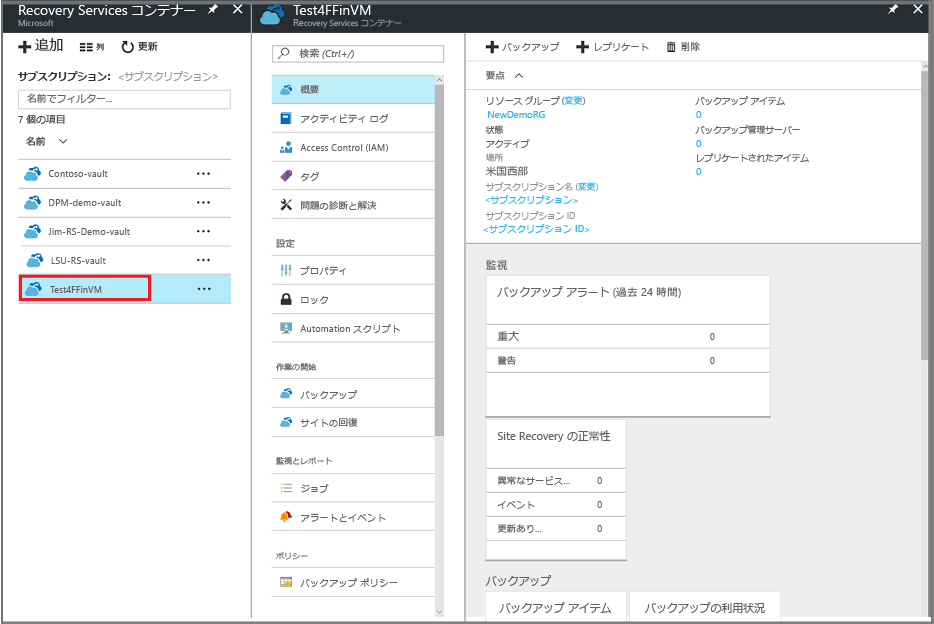 Recovery Services コンテナー
Microsoft
追加
列
更新
サブスクリプション: <サブスクリプション>
名前でフィルター...
7 個の項目
名前
Contoso-vault
DPM-demo-vault
Jim-RS-Demo-vault
LSU-RS-vault
Test4FFinVM
Test4FFinVM
Recovery Services コンテナー
検索 (Ctrl+/)
概要
アクティビティ ログ
Access Control (IAM)
タグ
問題の診断と解決
設定
プロパティ
ロック
Automation スクリプト
作業の開始
バックアップ
サイトの回復
監視とレポート
ジョブ
アラートとイベント
ポリシー
バックアップ ポリシー
バックアップ
レプリケート
削除
要点
リソース グループ (変更)
NewDemoRG
状態
アクティブ
場所
米国西部
サブスクリプション名 (変更)
<サブスクリプション>
サブスクリプション ID
<サブスクリプション ID>
バックアップ アイテム
0
バックアップ管理サーバー
0
レプリケートされたアイテム
0
監視
バックアップ アラート (過去 24 時間)
重大 0
警告 0
Site Recovery の正常性
異常なサービス... 0
イベント 0
更新あり... 0
バックアップ
バックアップ アイテム
バックアップの利用状況